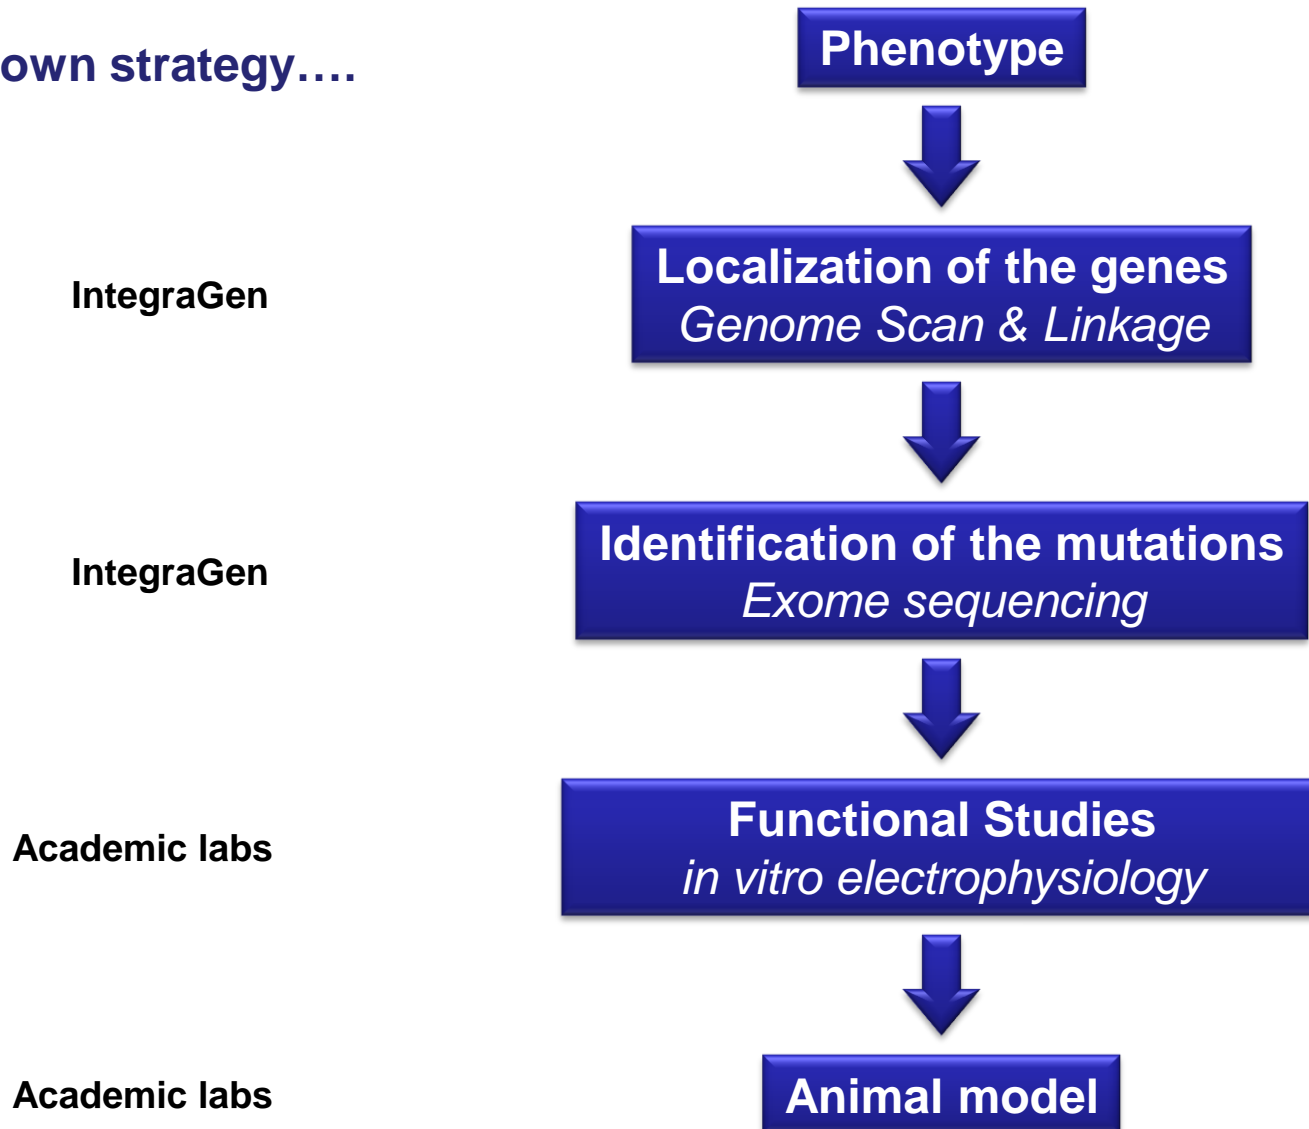 own strategy….
Phenotype
IntegraGen
Localization of the genes
Genome Scan & Linkage
IntegraGen
Identification of the mutations
Exome sequencing
Academic labs
Functional Studies
in vitro electrophysiology
Academic labs
Animal model